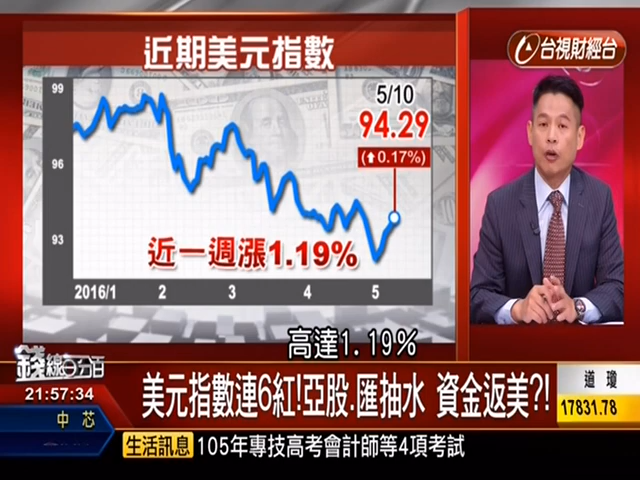 近期美元指數
台視財經台
99
96
93
5/10
94.29
(⬆0.17%)
近一週漲1.19%
2016/1 2 3 4 5
高達1.19%
錢線百分百
21:57:34
美元指數連6紅!亞股.匯抽水 資金返美?!
道瓊
17831.78
中芯
生活訊息
105年專技高考會計師等4項考試